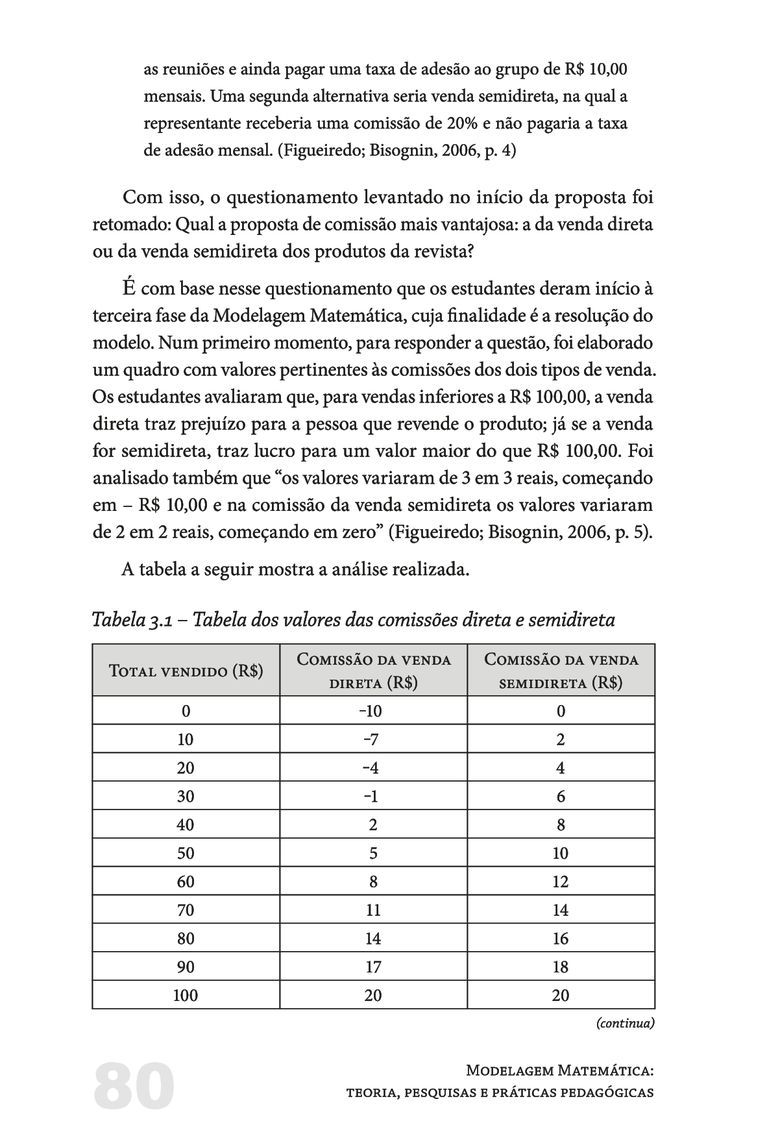 as reuniões e ainda pagar uma taxa de adesão ao grupo de R$ 10,00
mensais. Uma segunda alternativa seria venda semidireta, na qual a
representante receberia uma comissão de 20% e não pagaria a taxa
de adesão mensal. (Figueiredo; Bisognin, 2006, p. 4)
Com isso, o questionamento levantado no início da proposta foi
retomado: Qual a proposta de comissão mais vantajosa: a da venda direta
ou da venda semidireta dos produtos da revista?
É com base nesse questionamento que os estudantes deram início à
terceira fase da Modelagem Matemática, cuja finalidade é a resolução do
modelo. Num primeiro momento, para responder a questão, foi elaborado
um quadro com valores pertinentes às comissões dos dois tipos de venda.
Os estudantes avaliaram que, para vendas inferiores a R$ 100,00, a venda
direta traz prejuízo para a pessoa que revende o produto; já se a venda
for semidireta, traz lucro para um valor maior do que R$ 100,00. Foi
analisado também que “os valores variaram de 3 em 3 reais, começando
em – R$ 10,00 e na comissão da venda semidireta os valores variaram
de 2 em 2 reais, começando em zero” (Figueiredo; Bisognin, 2006, p. 5).
A tabela a seguir mostra a análise realizada.
Tabela 3.1 – Tabela dos valores das comissões direta e semidireta
Total vendido (R$) Comissão da venda direta (R$) Comissão da venda semidireta (R$)
0 –10 0
10 –7 2
20 –4 4
30 –1 6
40 2 8
50 5 10
60 8 12
70 11 14
80 14 16
90 17 18
100 20 20
(continua)
80
Modelagem Matemática:
teoria, pesquisas e práticas pedagógicas